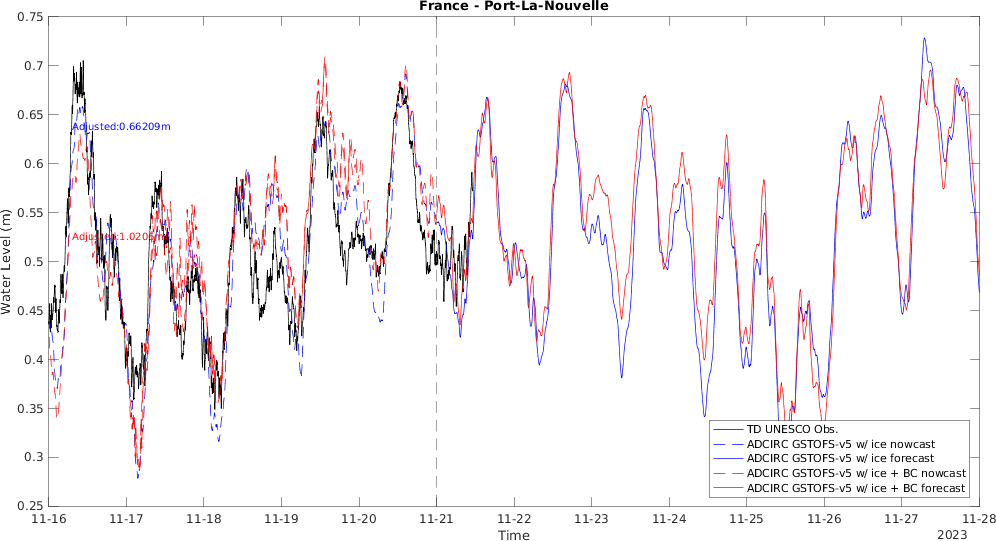 France - Port-La-Nouvelle
0.75
0.7
0.65
0.6
0.55
0.5
0.45
0.4
0.35
0.3
0.25
Water Level (m)
Adjusted:0.66209m
TD UNESCO Obs.
ADCIRC GSTOFS-v5 w/ ice nowcast
ADCIRC GSTOFS-v5 w/ ice forecast
ADCIRC GSTOFS-v5 w/ ice + BC nowcast
ADCIRC GSTOFS-v5 w/ ice + BC forecast
11-16 11-17 11-18 11-19 11-20 11-21 11-22 11-23 11-24 11-25 11-26 11-27 11-28
Time
2023